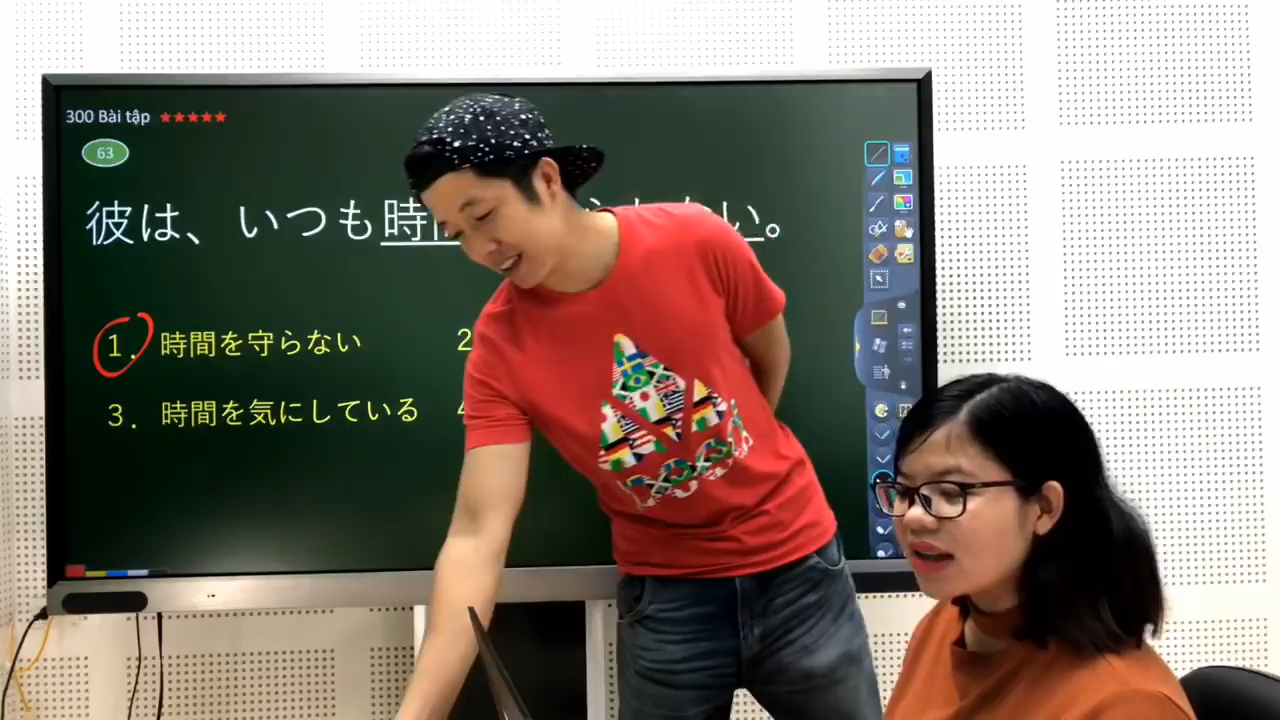 300 Bài tập ★★★★★
63
彼は、いつも時 い。
1. 時間を守らない 2
3. 時間を気にしている